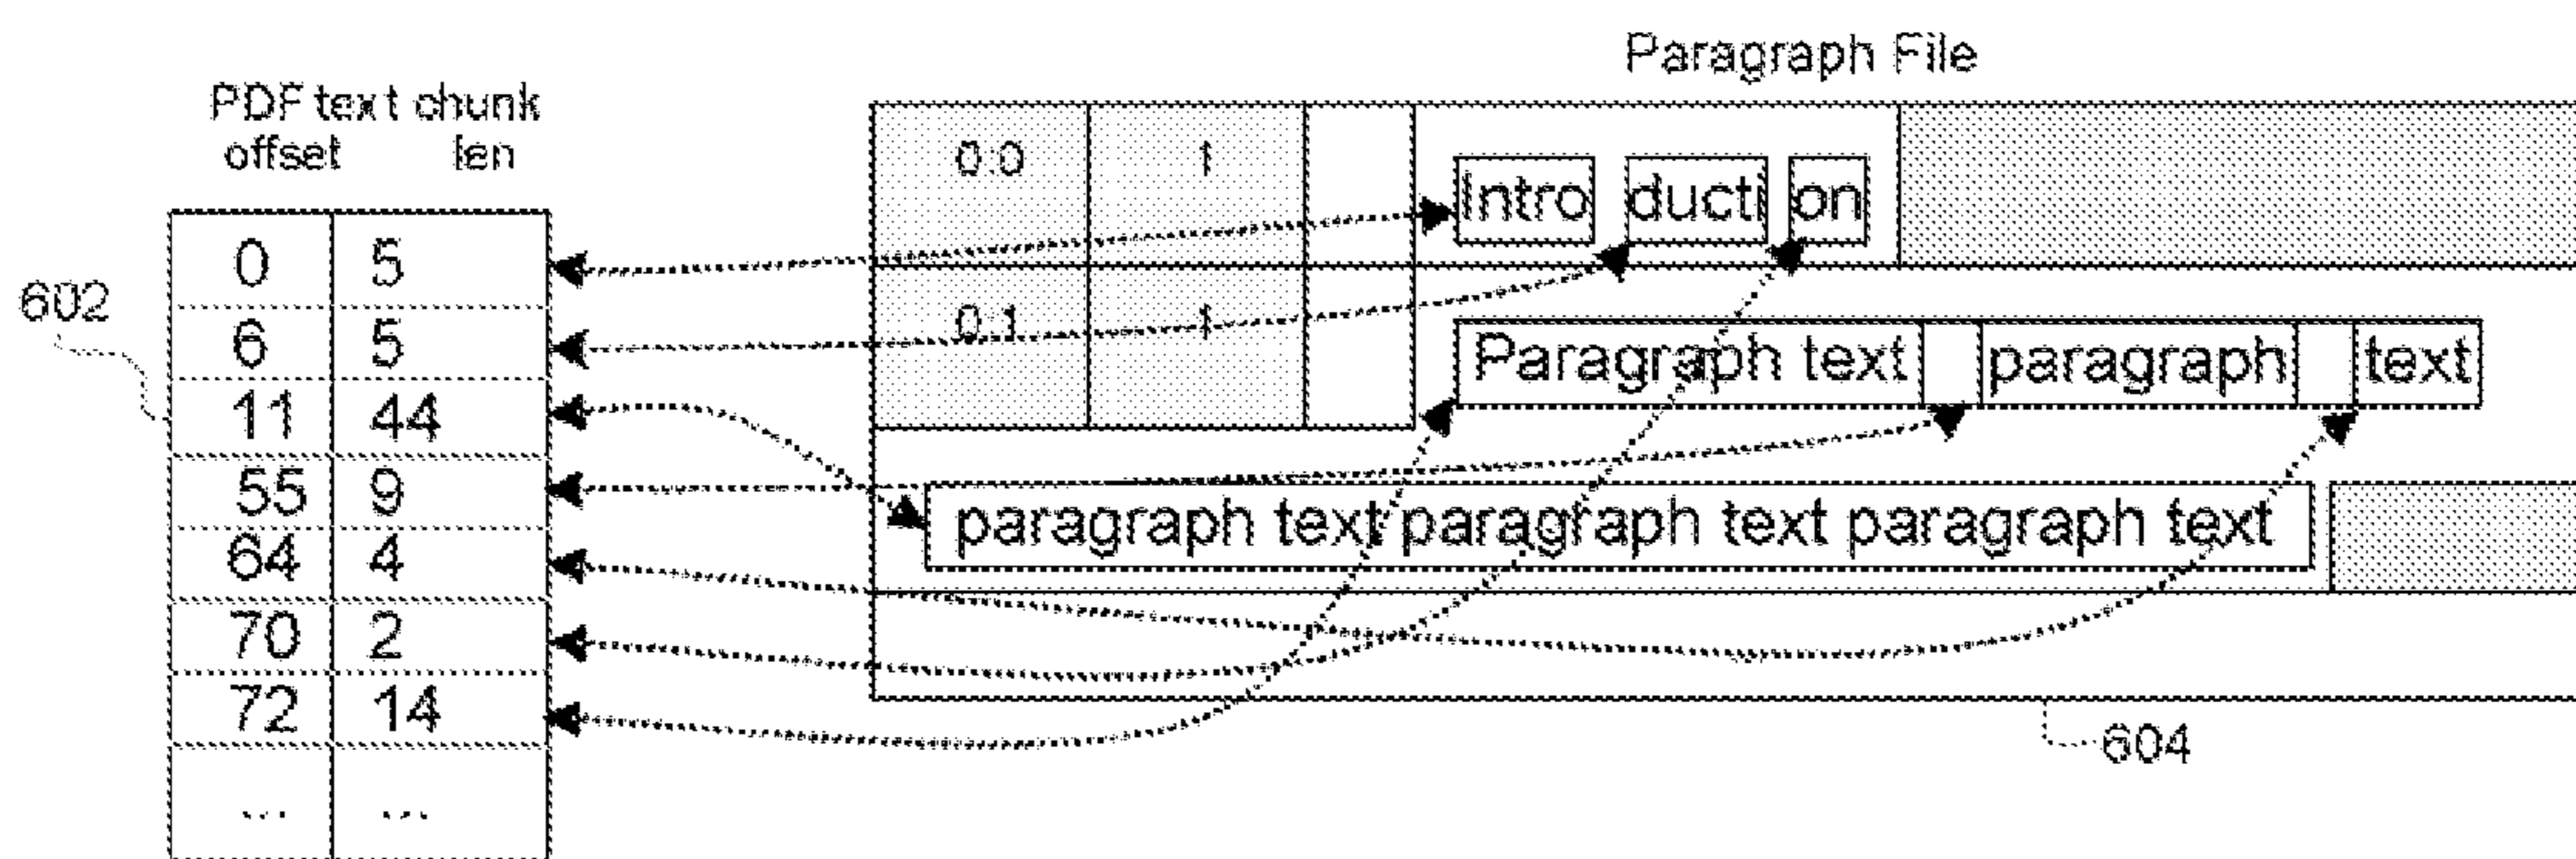 Paragraph File
PDF text chunk
offset len
602
0 5
6 5
11 44
55 9
64 4
70 2
72 14
... ...
0:0 1 Intro ducti on
0:1 1 Paragraph text paragraph text
paragraph text paragraph text paragraph text
604